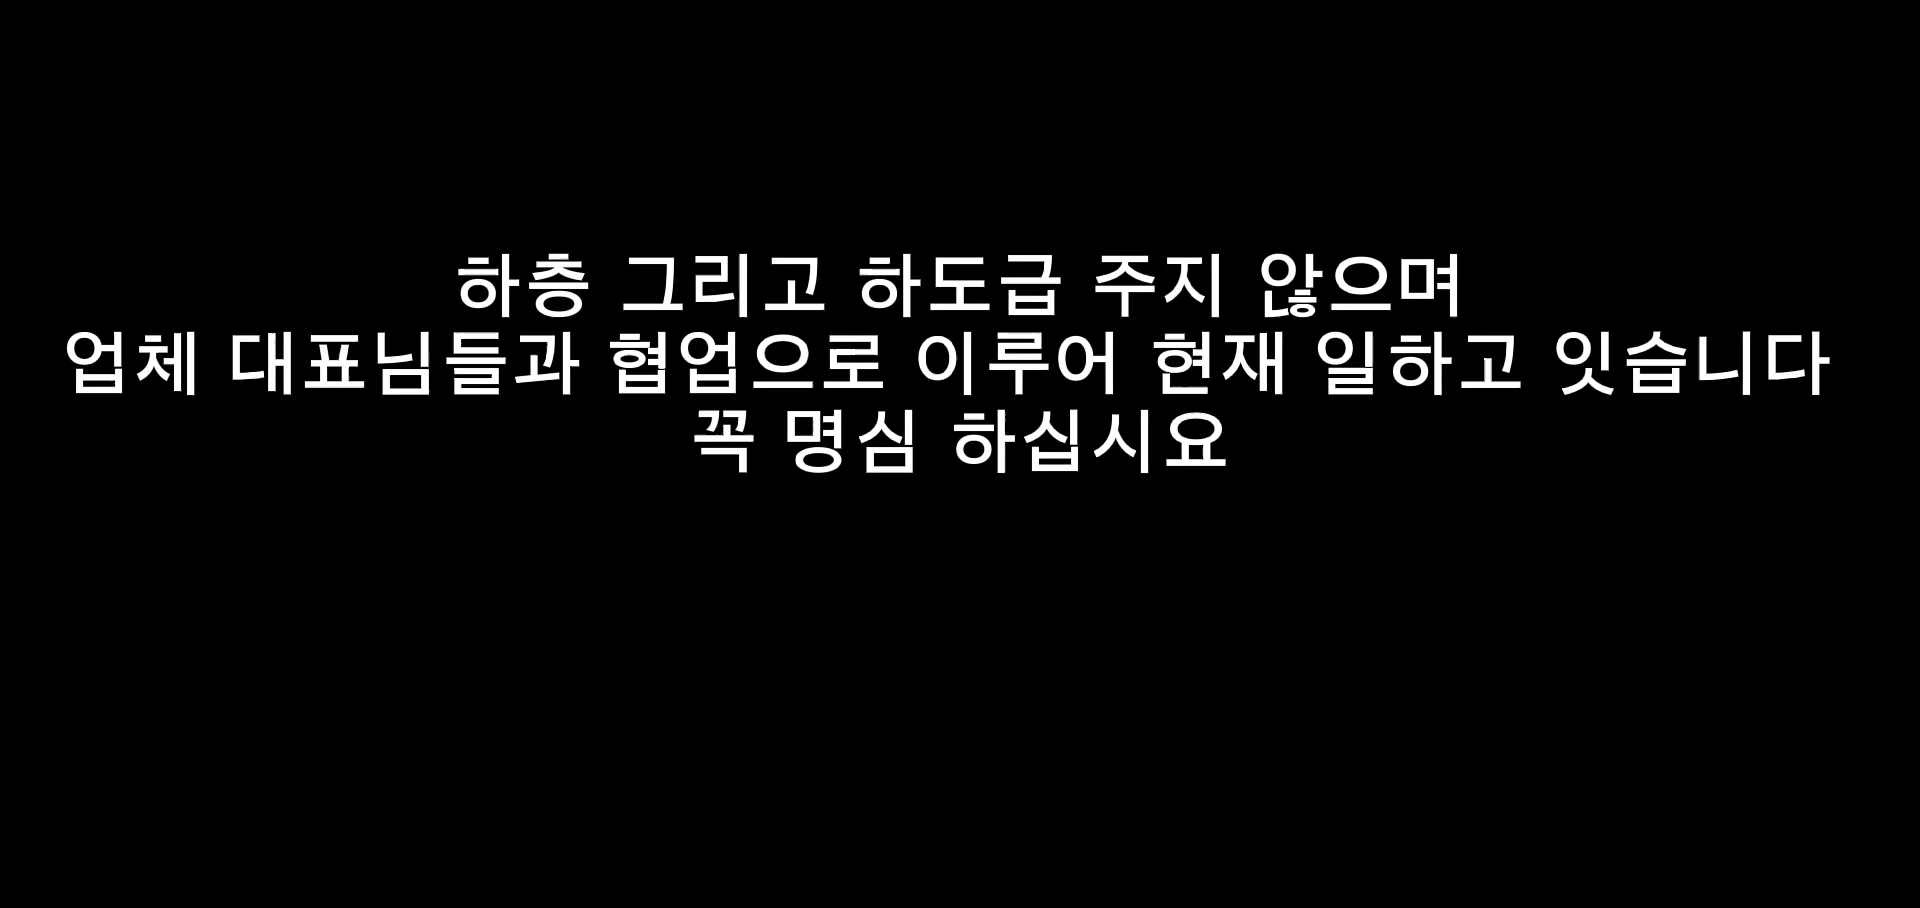 하층 그리고 하도급 주지 않으며
업체 대표님들과 협업으로 이루어 현재 일하고 잇습니다
꼭 명심 하십시요